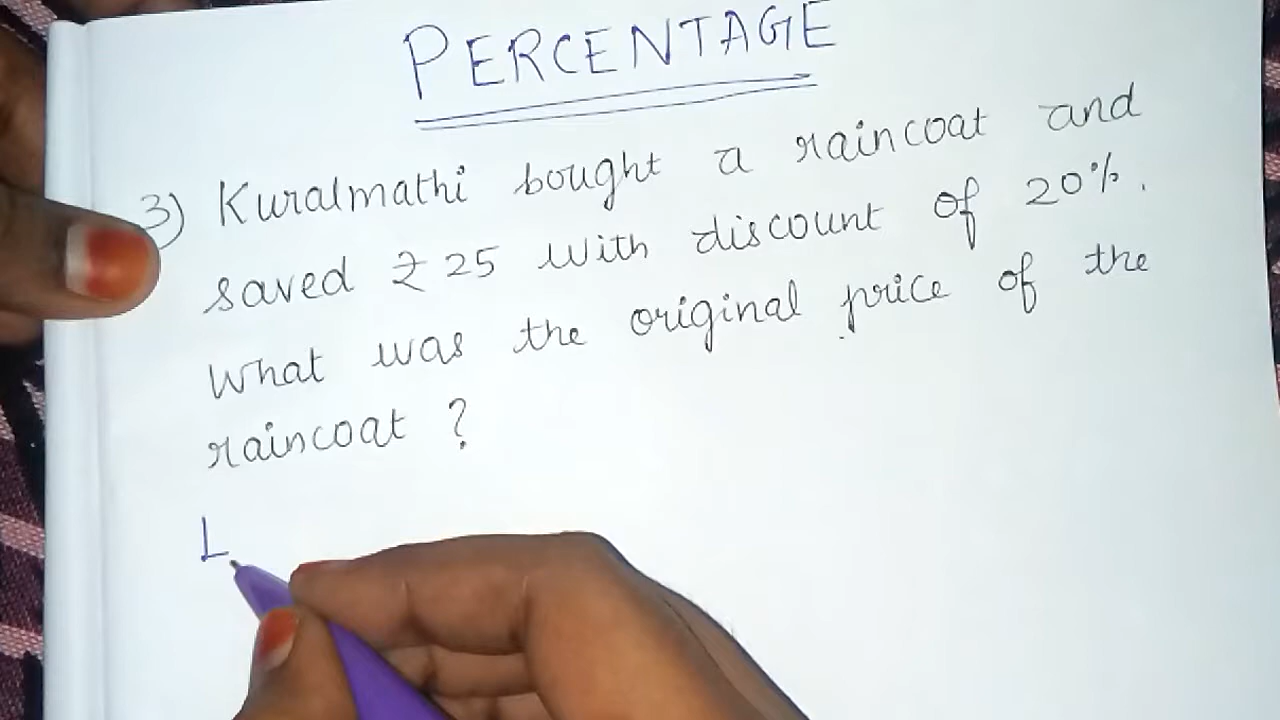 PERCENTAGE
3) Kuralmathi bought a raincoat and
saved ₹ 25 with discount of 20%.
What was the original price of the
raincoat ?
L